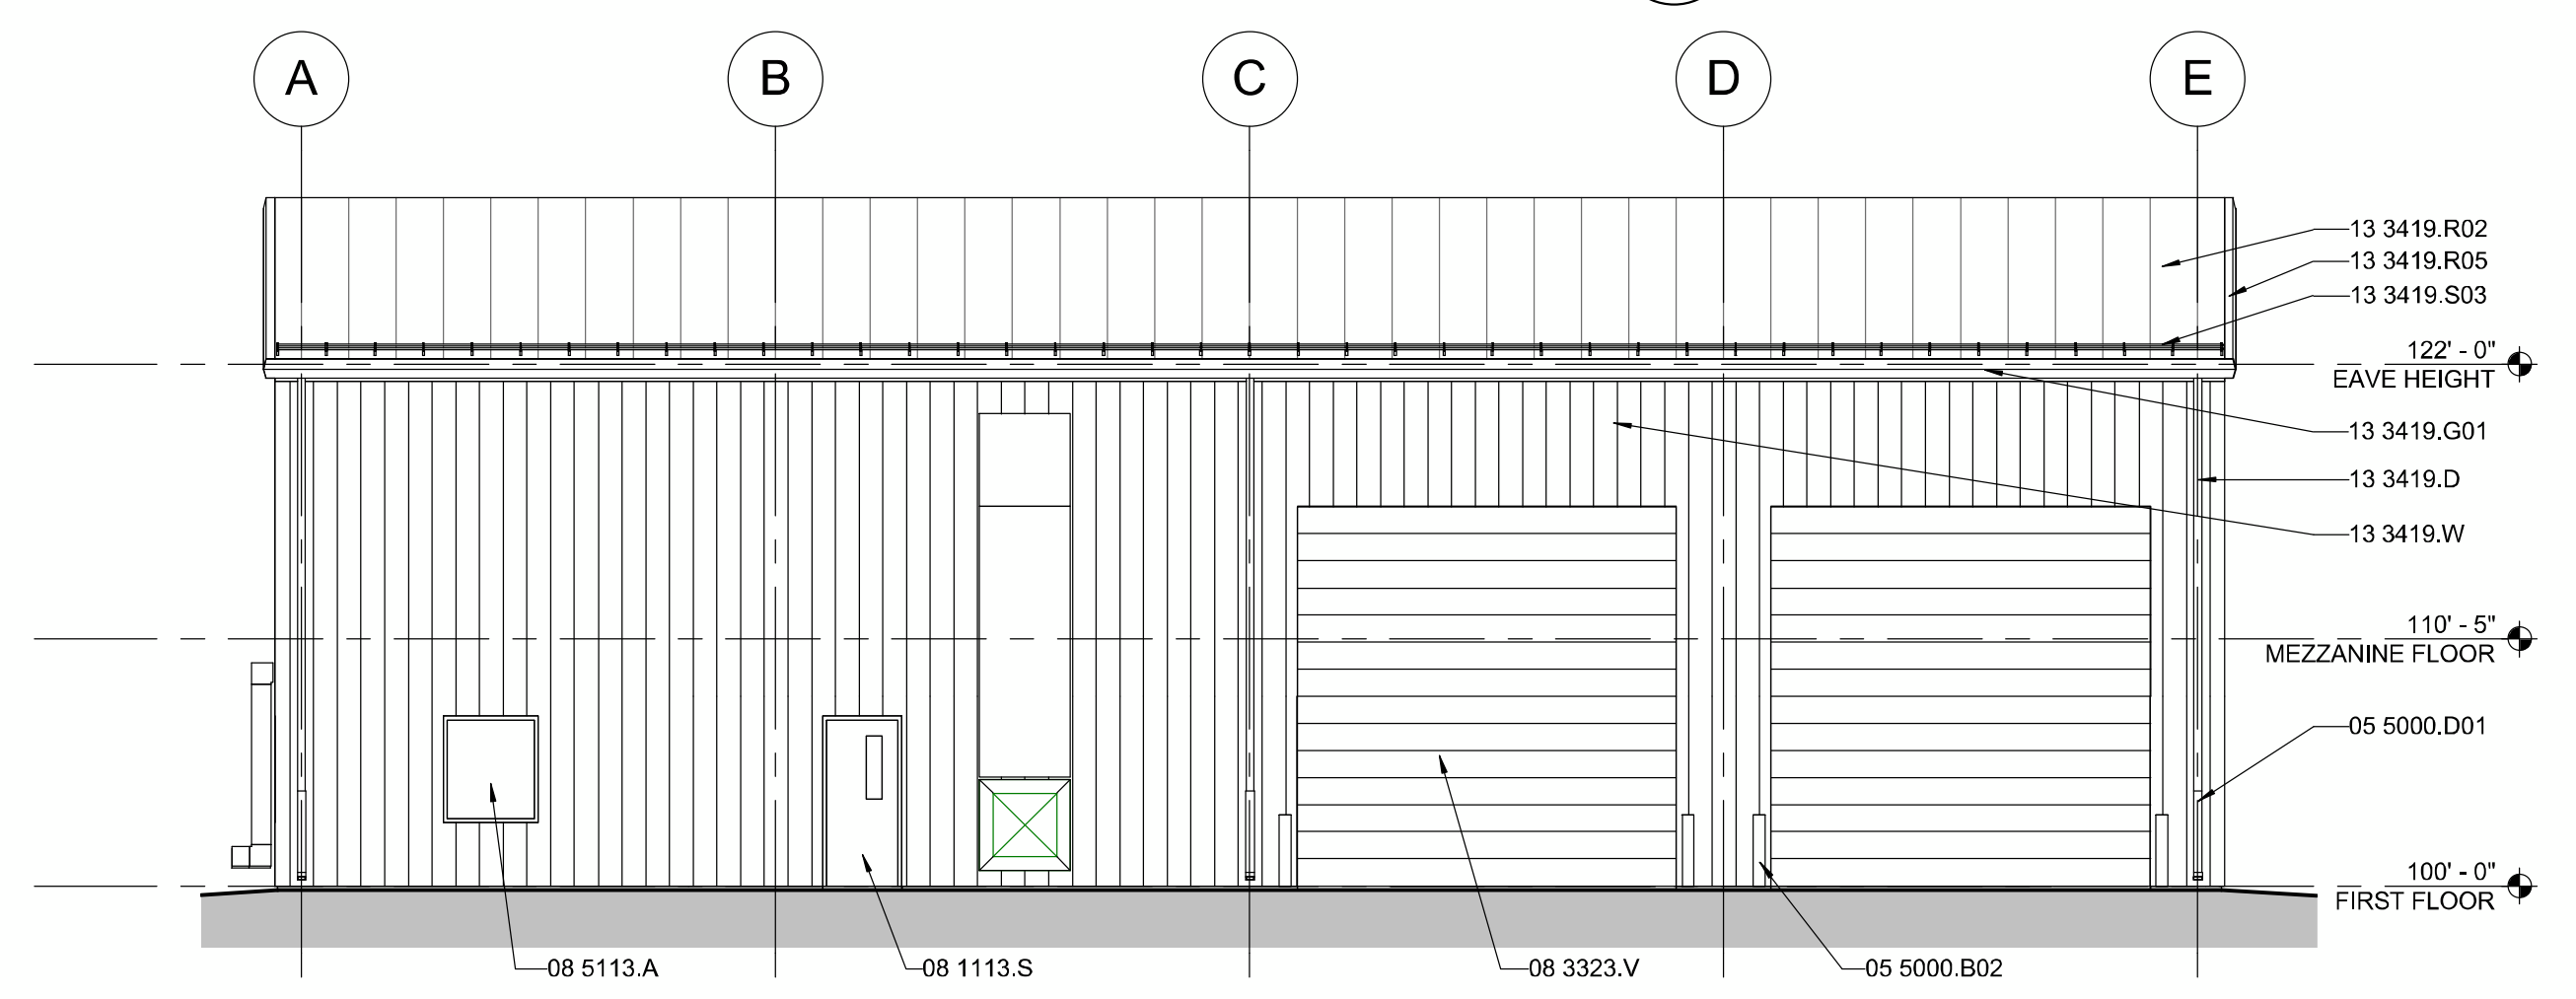 A
B
C
D
E
13 3419.R02
13 3419.R05
13 3419.S03
122' - 0"
EAVE HEIGHT
13 3419.G01
13 3419.D
13 3419.W
110' - 5"
MEZZANINE FLOOR
05 5000.D01
100' - 0"
FIRST FLOOR
08 5113.A
08 1113.S
08 3323.V
05 5000.B02